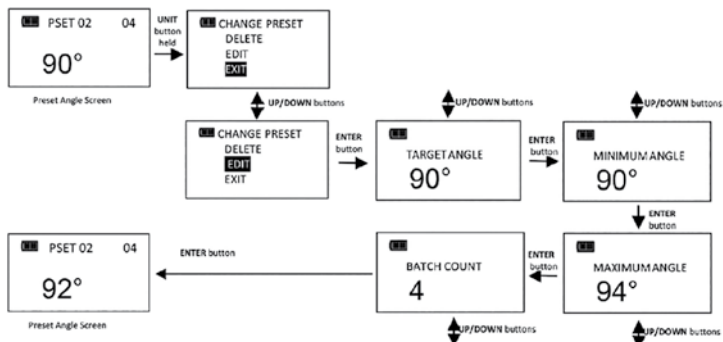 PSET 02 04
90°
Preset Angle Screen
UNIT
button
held
CHANGE PRESET
DELETE
EDIT
EXIT
UP/DOWN buttons
CHANGE PRESET
DELETE
EDIT
EXIT
ENTER
button
UP/DOWN buttons
TARGET ANGLE
90°
ENTER
button
UP/DOWN buttons
MINIMUM ANGLE
90°
ENTER
button
MAXIMUM ANGLE
94°
UP/DOWN buttons
ENTER
button
BATCH COUNT
4
UP/DOWN buttons
ENTER button
PSET 02 04
92°
Preset Angle Screen